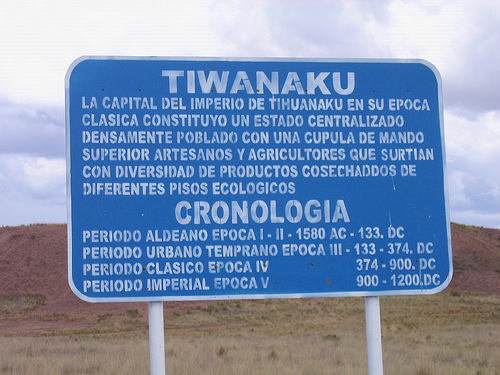 TIWANAKU
LA CAPITAL DEL IMPERIO DE TIHUANAKU EN SU EPOCA
CLASICA CONSTITUYO UN ESTADO CENTRALIZADO
DENSAMENTE POBLADO CON UNA CUPULA DE MANDO
SUPERIOR ARTESANOS Y AGRICULTORES QUE SURTIAN
CON DIVERSIDAD DE PRODUCTOS COSECHADDOS DE
DIFERENTES PISOS ECOLOGICOS
CRONOLOGIA
PERIODO ALDEANO EPOCA I - II - 1580 AC - 133. DC
PERIODO URBANO TEMPRANO EPOCA III - 133 - 374. DC
PERIODO CLASICO EPOCA IV 374 - 900. DC
PERIODO IMPERIAL EPOCA V 900 - 1200.DC